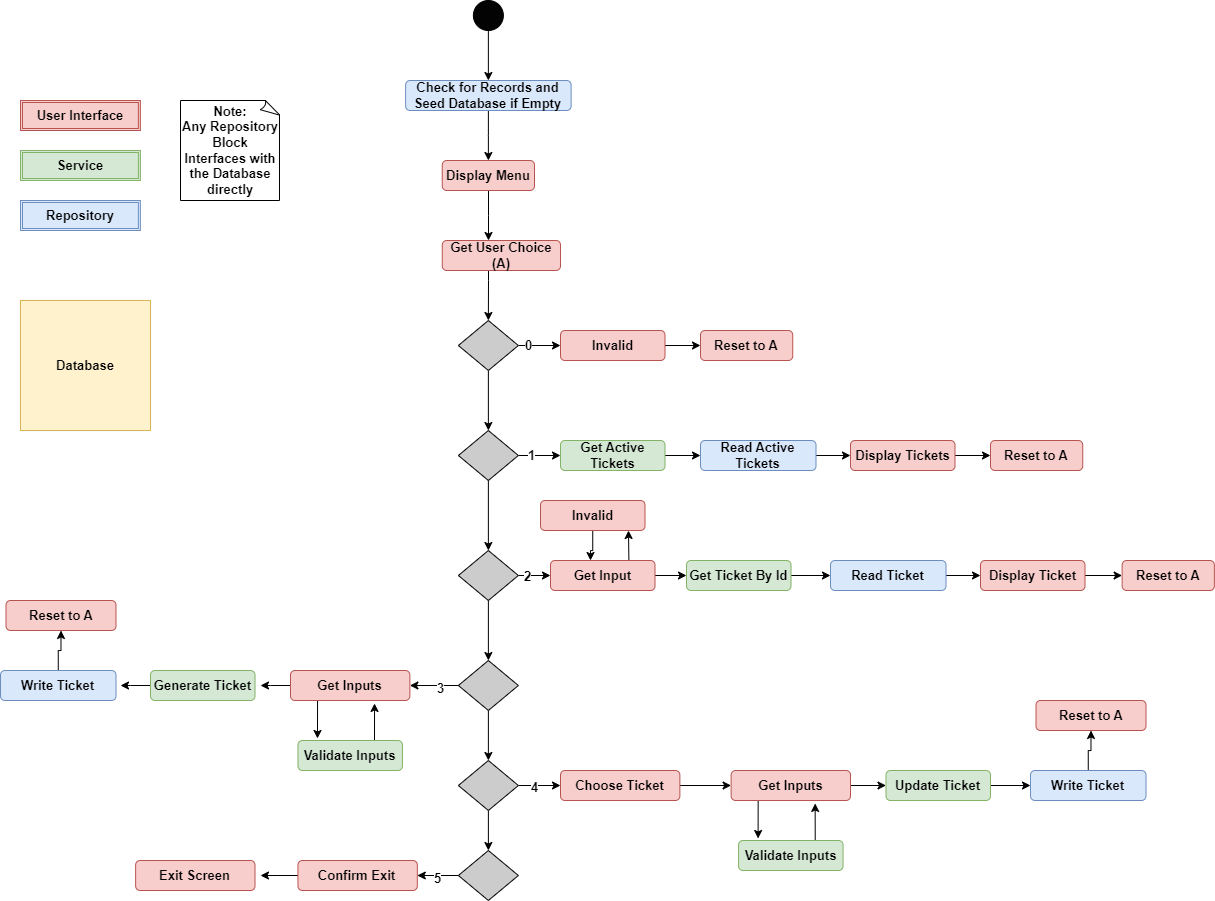 Check for Records and
Seed Database if Empty
User Interface
Service
Repository
Note:
Any Repository
Block
Interfaces with
the Database
directly
Display Menu
Get User Choice
(A)
Database
0
Invalid
Reset to A
1
Get Active
Tickets
Read Active
Tickets
Display Tickets
Reset to A
Invalid
2
Get Input
Get Ticket By Id
Read Ticket
Display Ticket
Reset to A
Reset to A
Write Ticket
Generate Ticket
Get Inputs
3
Validate Inputs
Reset to A
4
Choose Ticket
Get Inputs
Update Ticket
Write Ticket
Validate Inputs
Exit Screen
Confirm Exit
5